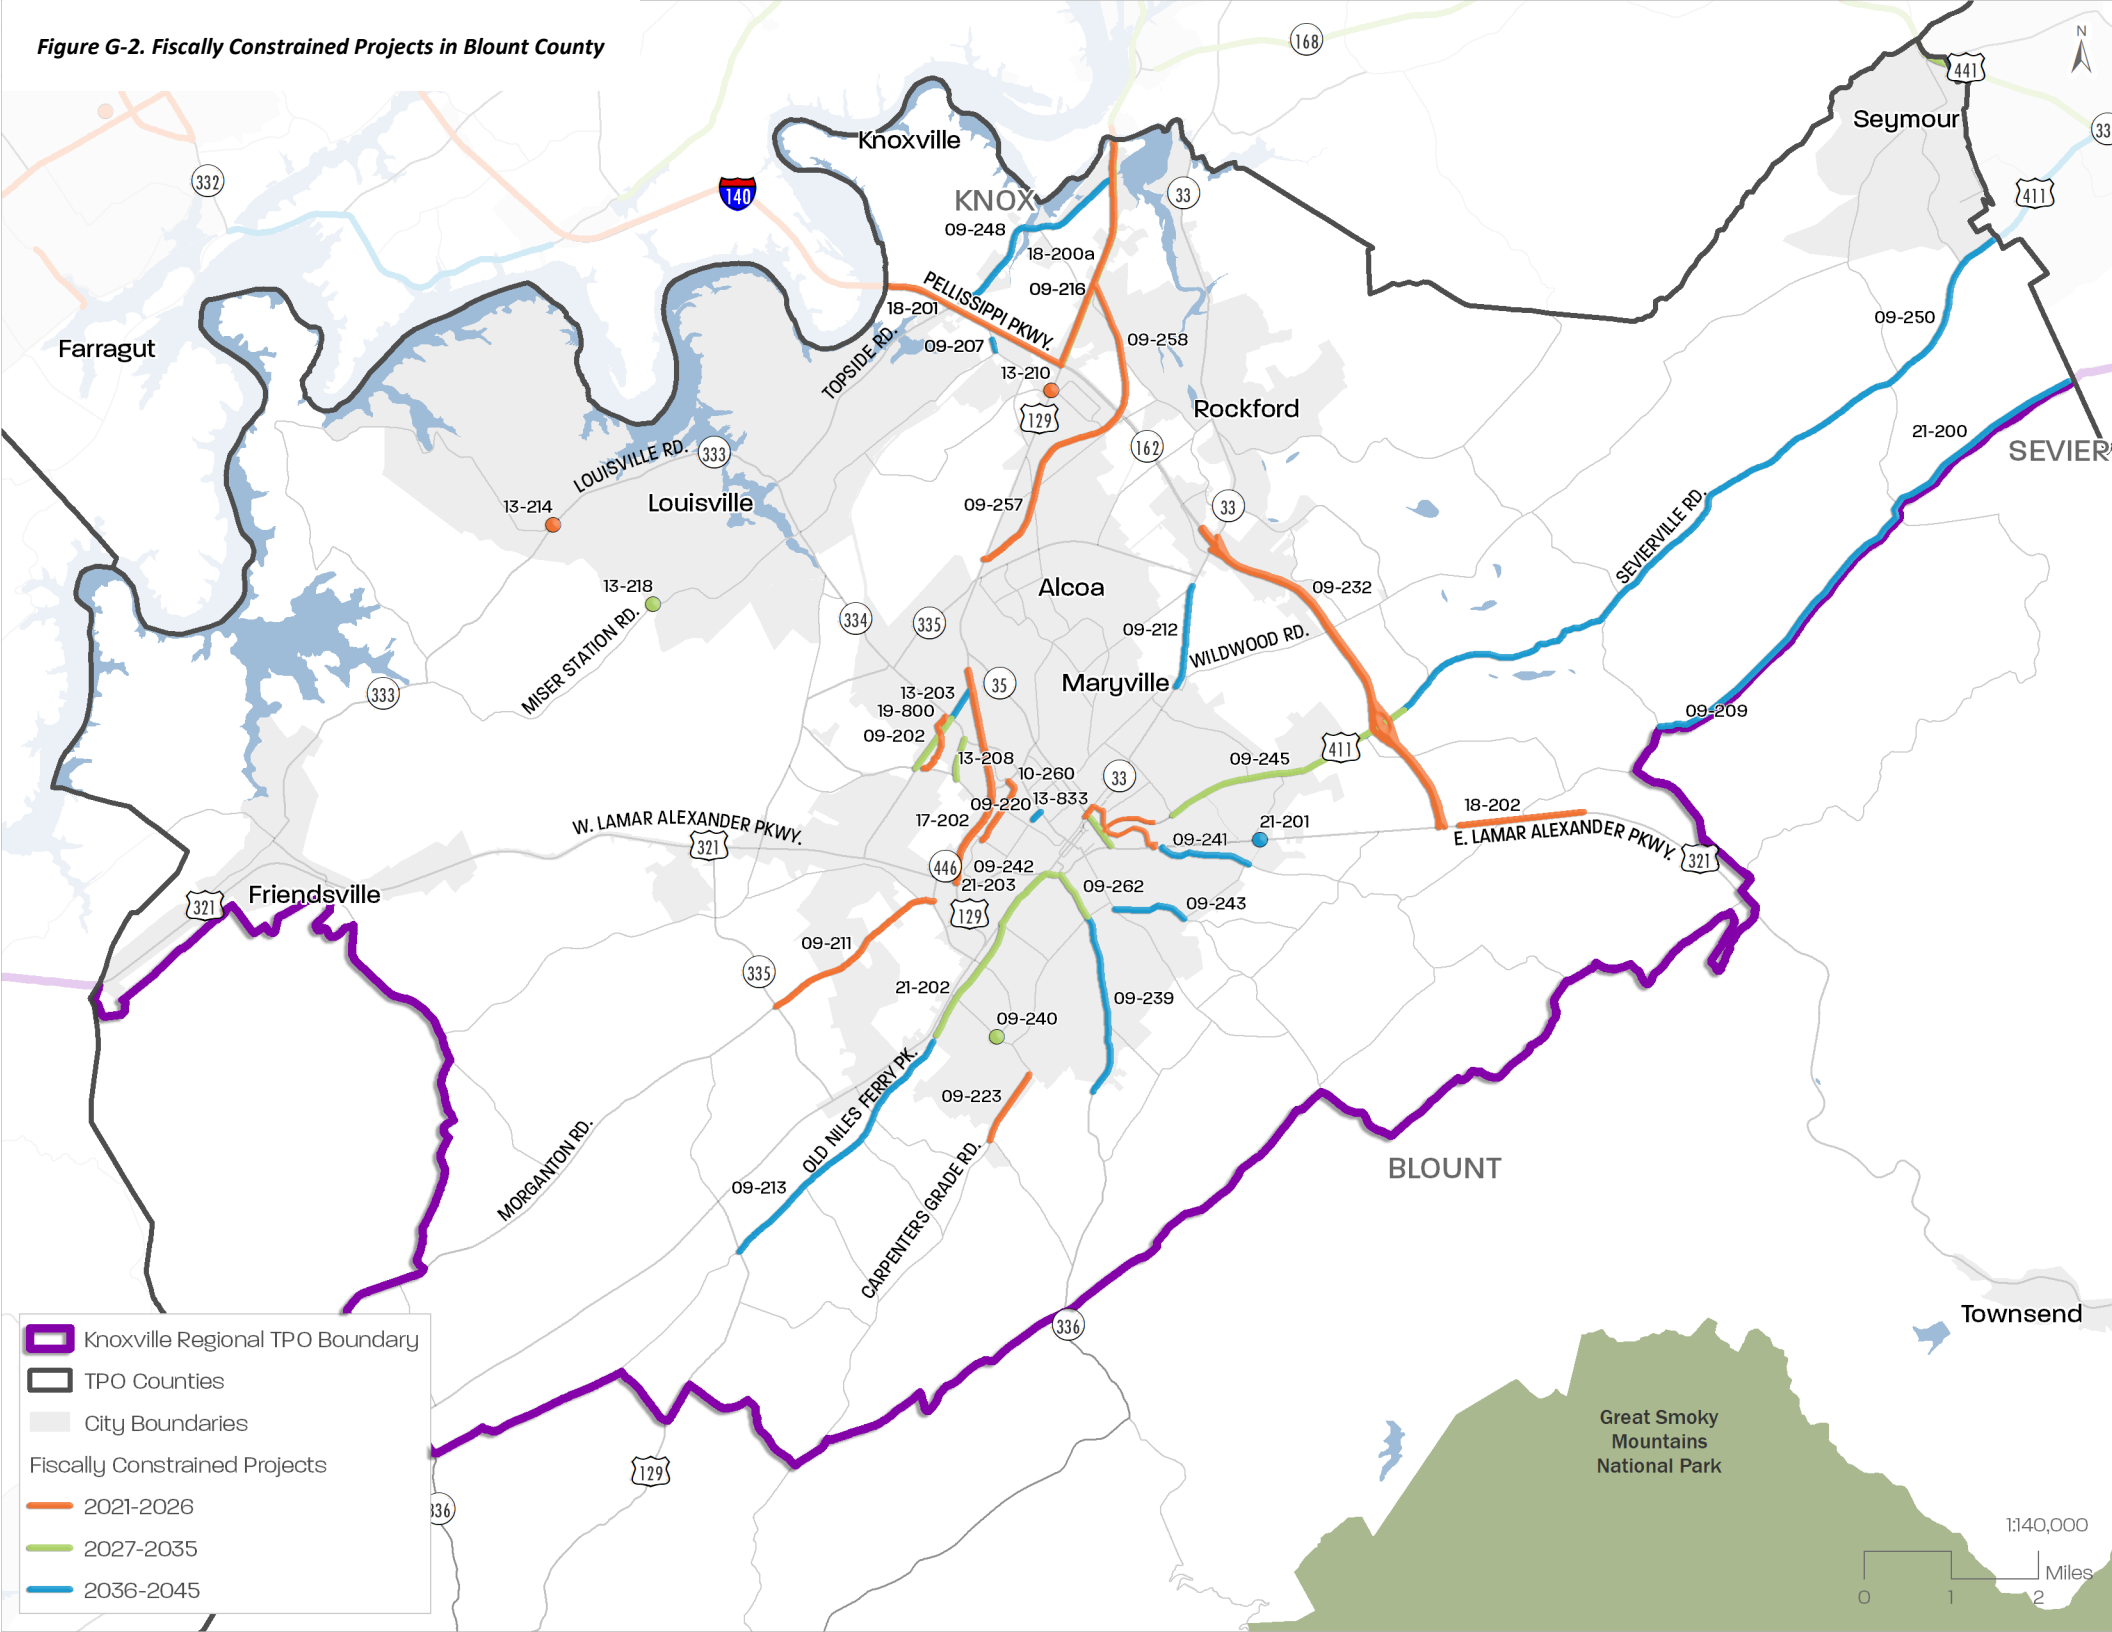 Figure G-2. Fiscally Constrained Projects in Blount County
168
N
441
Seymour
33
Knoxville
332
140
KNOX
33
411
09-248
18-200a
PELLISSIPPI PKWY.
09-216
18-201
09-250
Farragut
TOPSIDE RD.
09-207
09-258
13-210
129
Rockford
21-200
SEVIER
162
LOUISVILLE RD.
333
13-214
Louisville
09-257
33
SEVIERVILLE RD.
13-218
Alcoa
09-232
334
335
09-212
WILDWOOD RD.
MISER STATION RD.
333
35
Maryville
13-203
19-800
09-202
09-209
411
13-208
09-245
10-260
33
09-220
13-833
17-202
18-202
W. LAMAR ALEXANDER PKWY.
321
09-241
21-201
E. LAMAR ALEXANDER PKWY.
321
446
09-242
21-203
09-262
Friendsville
321
129
09-243
09-211
335
21-202
09-239
09-240
OLD NILES FERRY PK.
09-223
MORGANTON RD.
BLOUNT
09-213
CARPENTERS GRADE RD.
336
Townsend
Knoxville Regional TPO Boundary
TPO Counties
City Boundaries
Fiscally Constrained Projects
2021-2026
2027-2035
2036-2045
129
336
Great Smoky
Mountains
National Park
1:140,000
Miles
0 1 2